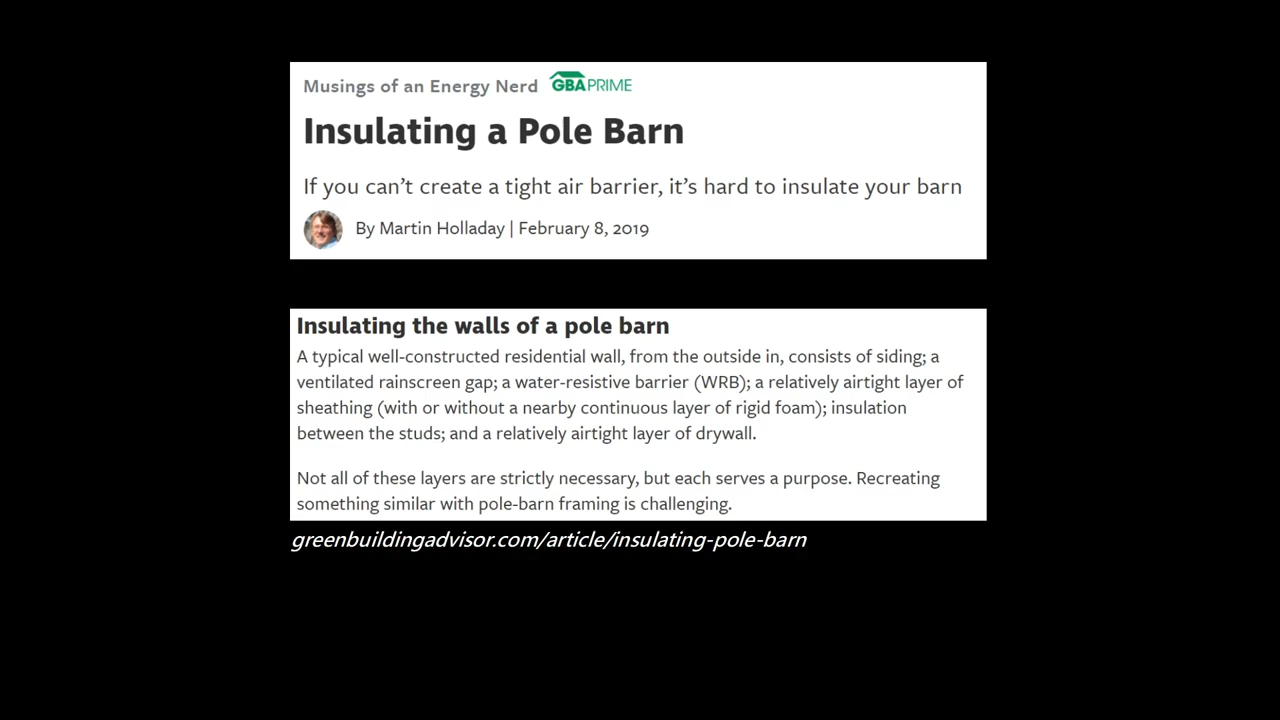 Musings of an Energy Nerd GBA PRIME
Insulating a Pole Barn
If you can't create a tight air barrier, it's hard to insulate your barn
By Martin Holladay | February 8, 2019
Insulating the walls of a pole barn
A typical well-constructed residential wall, from the outside in, consists of siding; a
ventilated rainscreen gap; a water-resistive barrier (WRB); a relatively airtight layer of
sheathing (with or without a nearby continuous layer of rigid foam); insulation
between the studs; and a relatively airtight layer of drywall.
Not all of these layers are strictly necessary, but each serves a purpose. Recreating
something similar with pole-barn framing is challenging.
greenbuildingadvisor.com/article/insulating-pole-barn